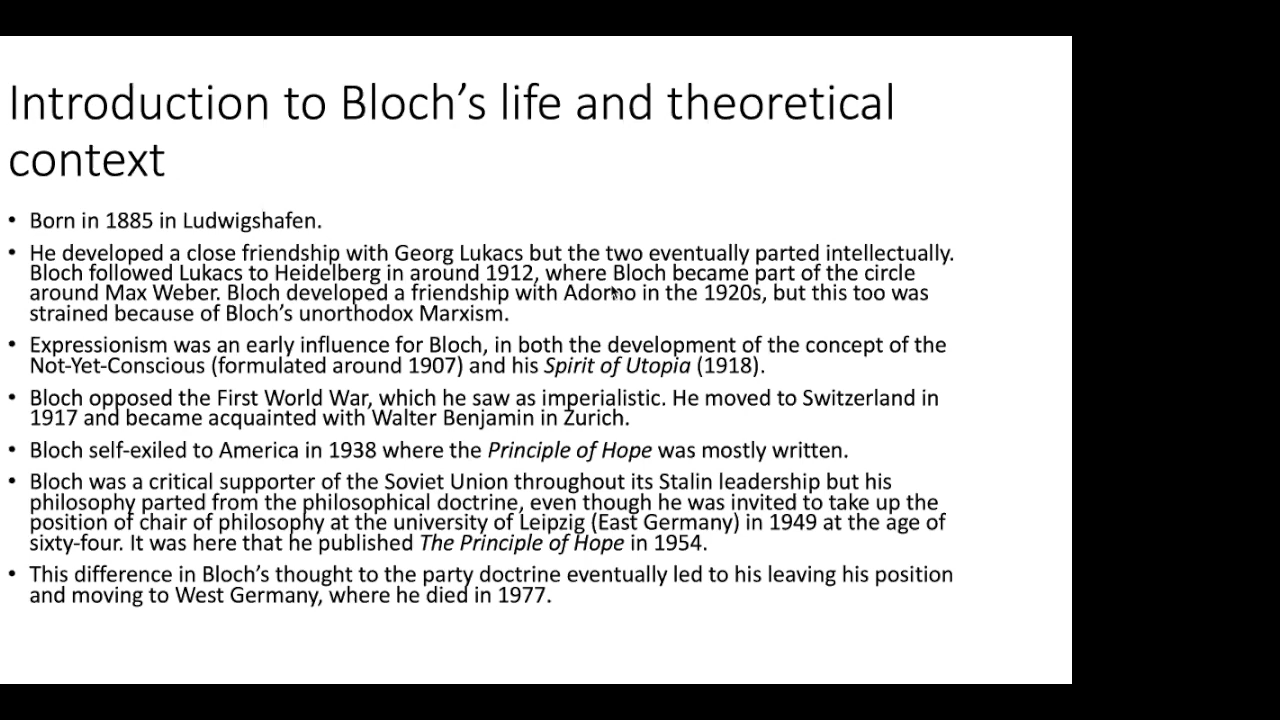 Introduction to Bloch’s life and theoretical
context
• Born in 1885 in Ludwigshafen.
• He developed a close friendship with Georg Lukacs but the two eventually parted intellectually.
Bloch followed Lukacs to Heidelberg in around 1912, where Bloch became part of the circle
around Max Weber. Bloch developed a friendship with Adorno in the 1920s, but this too was
strained because of Bloch’s unorthodox Marxism.
• Expressionism was an early influence for Bloch, in both the development of the concept of the
Not-Yet-Conscious (formulated around 1907) and his Spirit of Utopia (1918).
• Bloch opposed the First World War, which he saw as imperialistic. He moved to Switzerland in
1917 and became acquainted with Walter Benjamin in Zurich.
• Bloch self-exiled to America in 1938 where the Principle of Hope was mostly written.
• Bloch was a critical supporter of the Soviet Union throughout its Stalin leadership but his
philosophy parted from the philosophical doctrine, even though he was invited to take up the
position of chair of philosophy at the university of Leipzig (East Germany) in 1949 at the age of
sixty-four. It was here that he published The Principle of Hope in 1954.
• This difference in Bloch’s thought to the party doctrine eventually led to his leaving his position
and moving to West Germany, where he died in 1977.